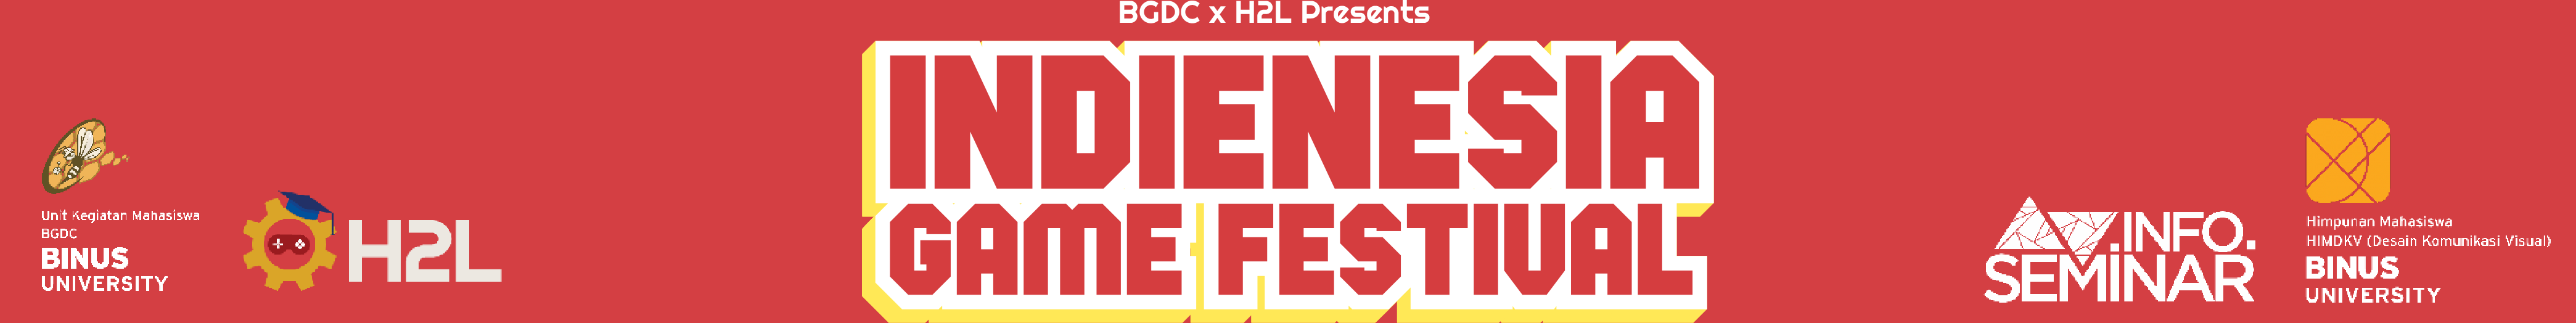 BGDC x H2L Presents
INDIENESIA
GAME FESTIVAL
Unit Kegiatan Mahasiswa
BGDC
BINUS
UNIVERSITY
H2L
.INFO.
SEMINAR
Himpunan Mahasiswa
HIMDKV (Desain Komunikasi Visual)
BINUS
UNIVERSITY